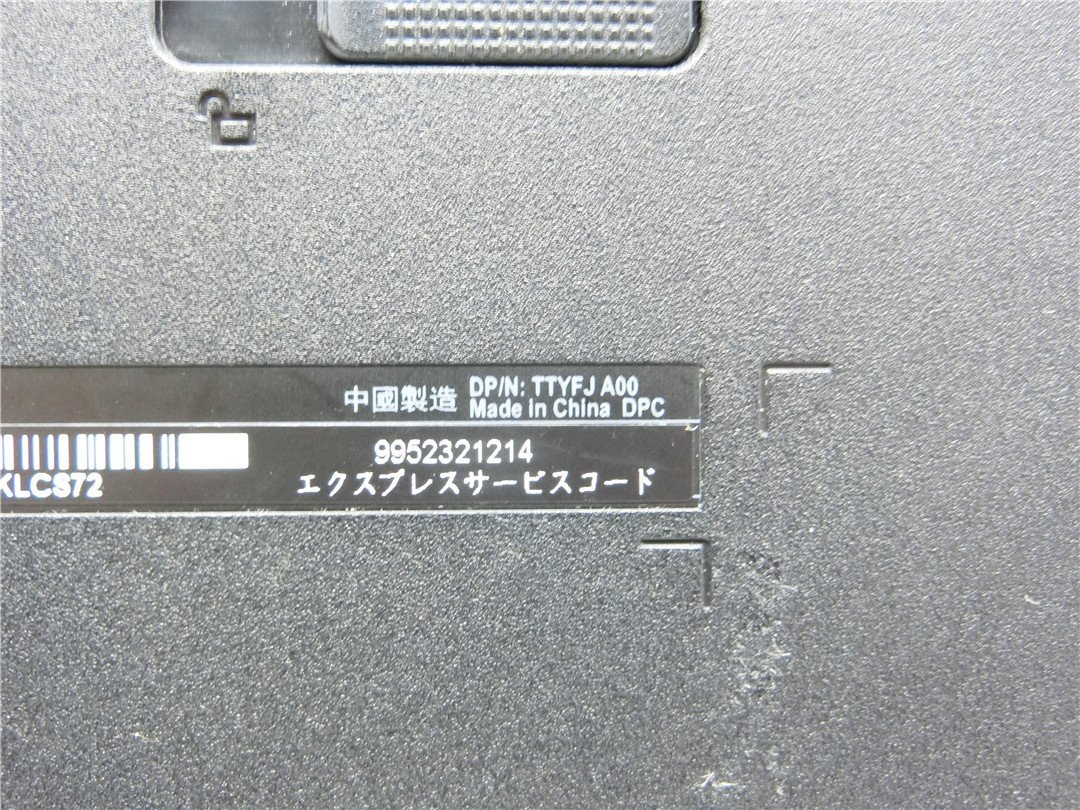 中國製造 DP/N: TTYFJ A00
Made in China DPC
KLCS72 9952321214
エクスプレスサービスコード